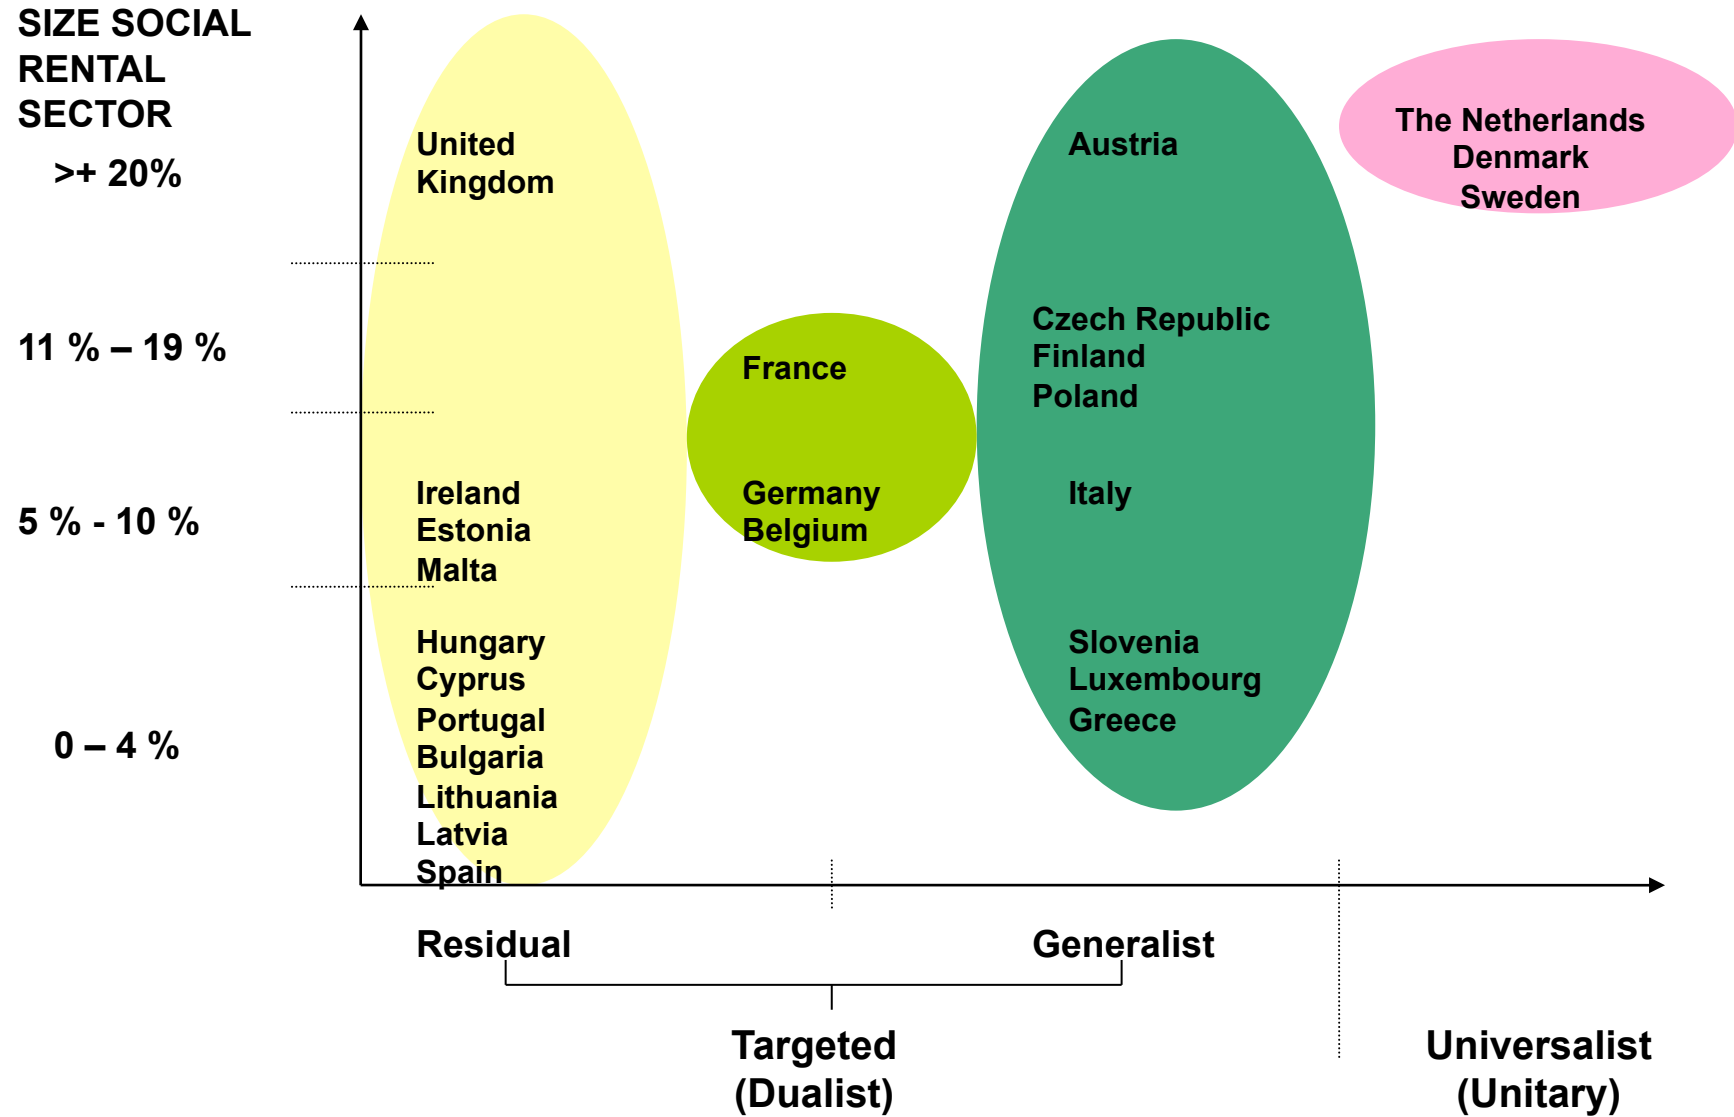 SIZE SOCIAL
RENTAL
SECTOR
>+ 20%
United
Kingdom
Austria
The Netherlands
Denmark
Sweden
11 % – 19 %
France
Czech Republic
Finland
Poland
5 % - 10 %
Ireland
Estonia
Malta
Germany
Belgium
Italy
0 – 4 %
Hungary
Cyprus
Portugal
Bulgaria
Lithuania
Latvia
Spain
Slovenia
Luxembourg
Greece
Residual
Generalist
Targeted
(Dualist)
Universalist
(Unitary)